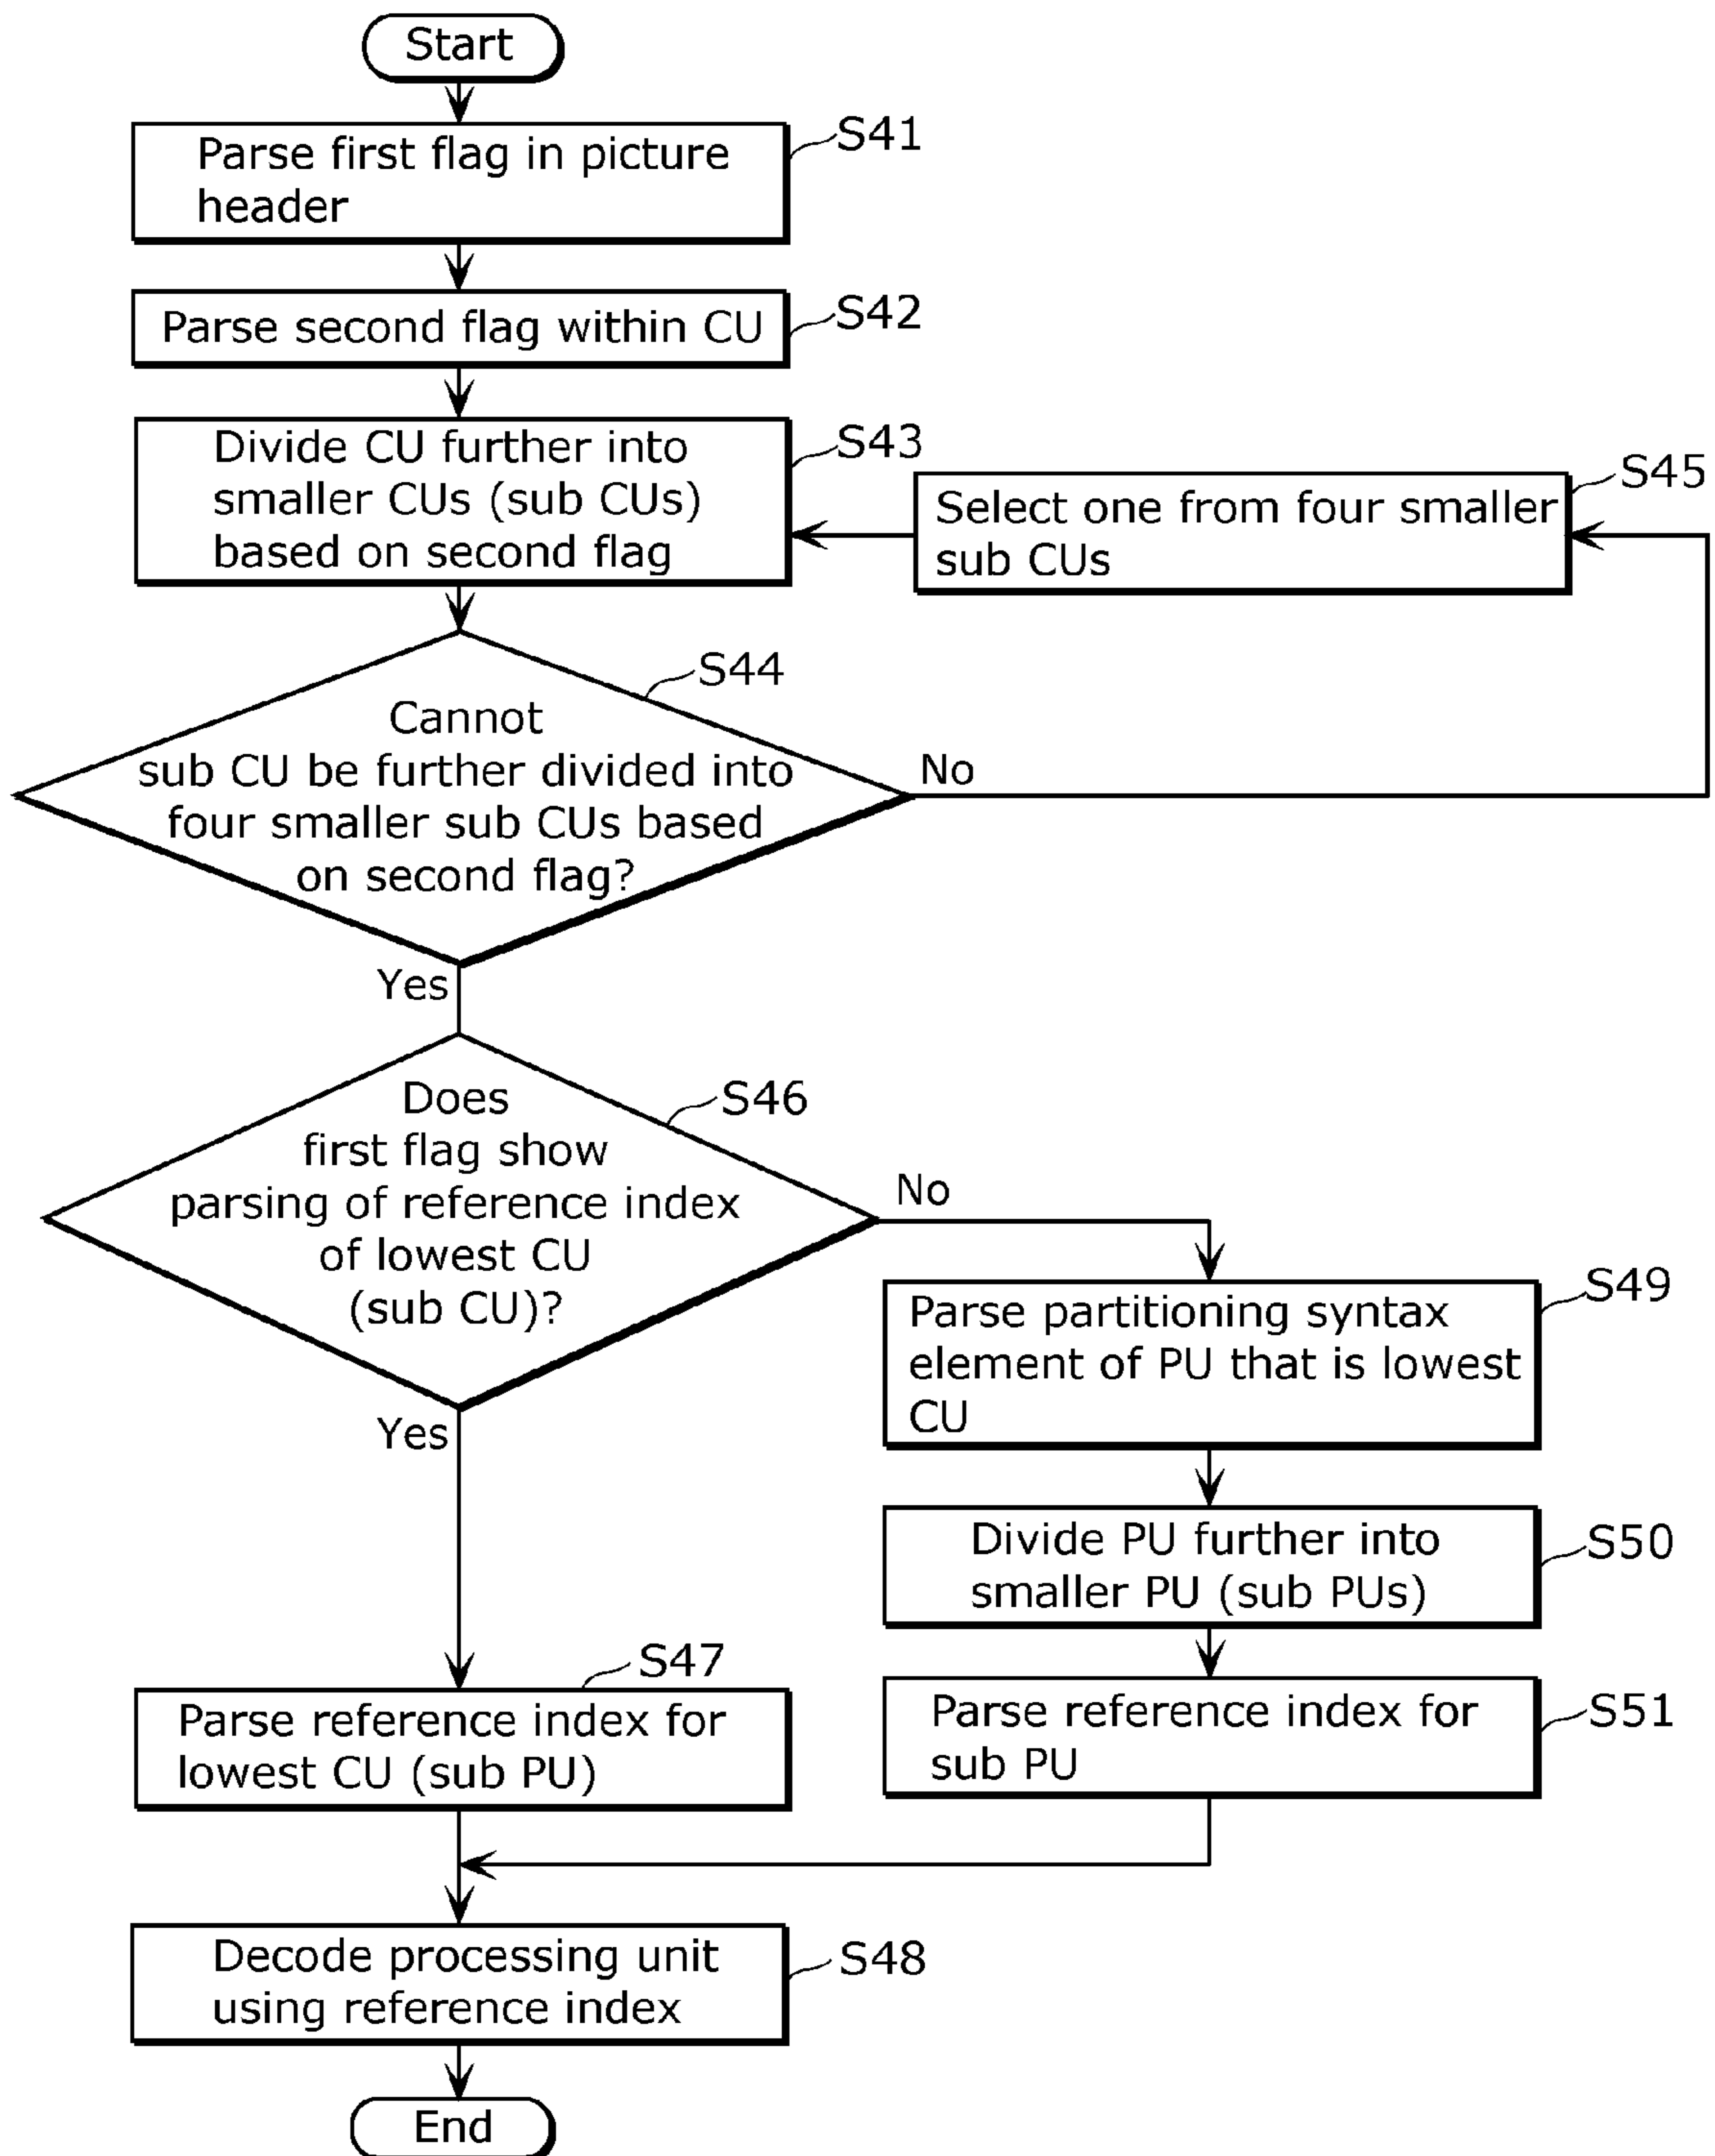 Start
Parse first flag in picture
header
S41
Parse second flag within CU
S42
Divide CU further into
smaller CUs (sub CUs)
based on second flag
S43
Select one from four smaller
sub CUs
S45
Cannot
sub CU be further divided into
four smaller sub CUs based
on second flag?
S44
No
Yes
Does
first flag show
parsing of reference index
of lowest CU
(sub CU)?
S46
No
Yes
Parse partitioning syntax
element of PU that is lowest
CU
S49
Divide PU further into
smaller PU (sub PUs)
S50
Parse reference index for
lowest CU (sub PU)
S47
Parse reference index for
sub PU
S51
Decode processing unit
using reference index
S48
End